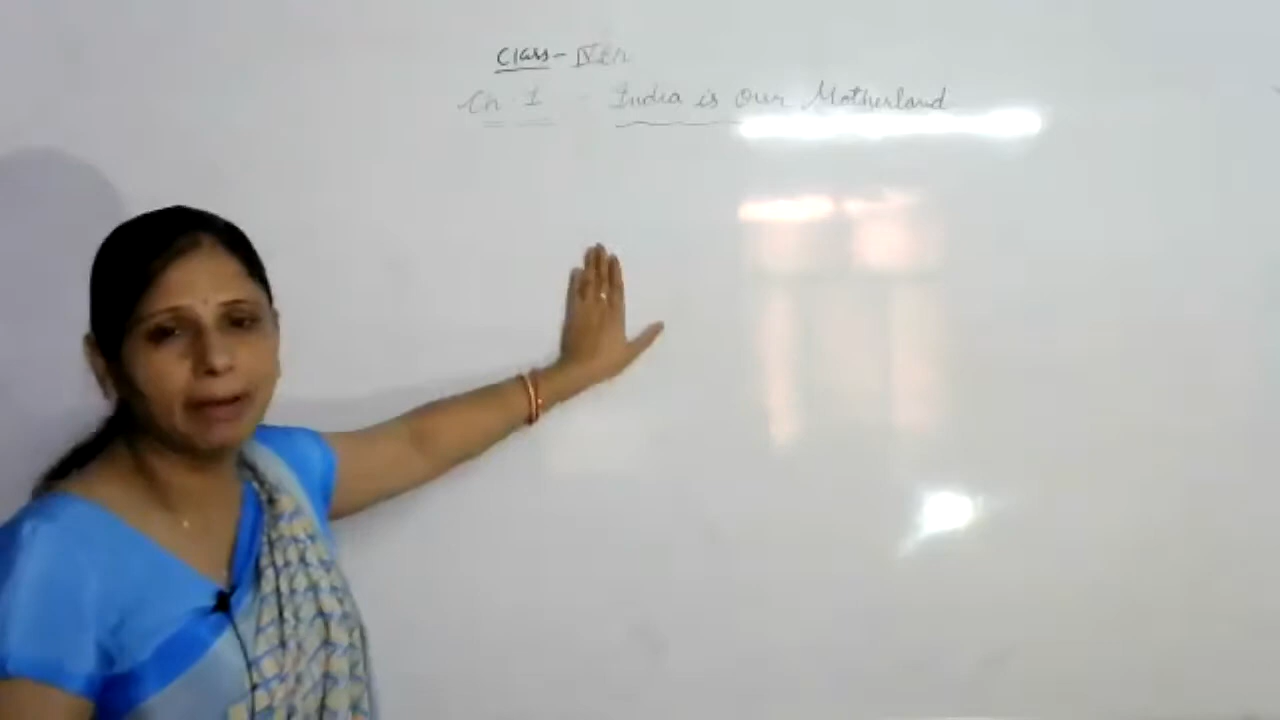 Class - IVth
Ch. 1 - India is Our Motherland